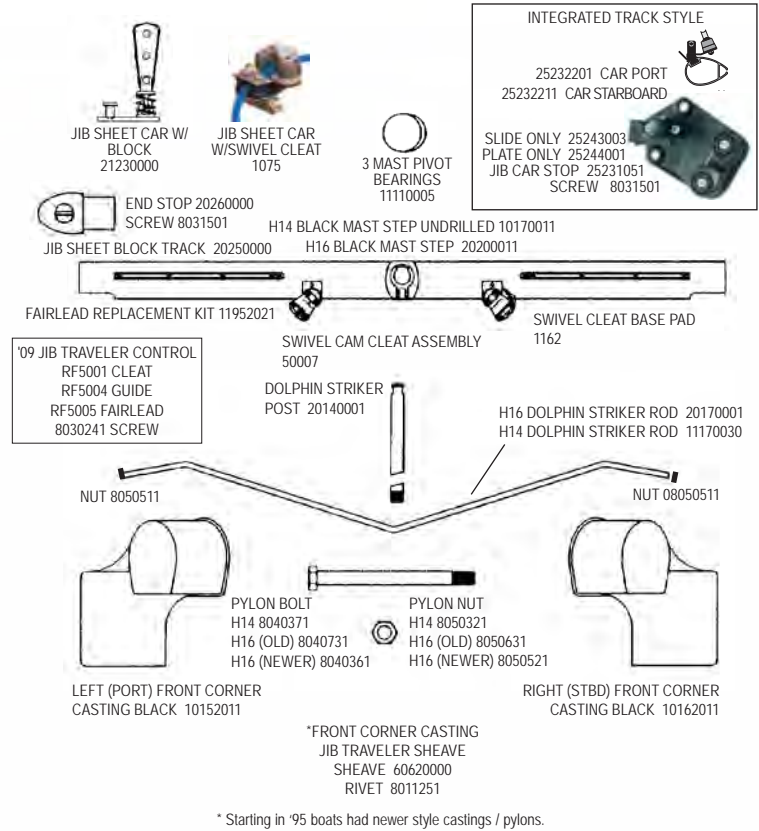 INTEGRATED TRACK STYLE
25232201 CAR PORT
25232211 CAR STARBOARD
SLIDE ONLY 25243003
PLATE ONLY 25244001
JIB CAR STOP 25231051
SCREW 8031501
JIB SHEET CAR W/
BLOCK
21230000
JIB SHEET CAR
W/SWIVEL CLEAT
1075
3 MAST PIVOT
BEARINGS
11110005
END STOP 20260000
SCREW 8031501
H14 BLACK MAST STEP UNDRILLED 10170011
JIB SHEET BLOCK TRACK 20250000
H16 BLACK MAST STEP 20200011
FAIRLEAD REPLACEMENT KIT 11952021
SWIVEL CAM CLEAT ASSEMBLY
50007
SWIVEL CLEAT BASE PAD
1162
'09 JIB TRAVELER CONTROL
RF5001 CLEAT
RF5004 GUIDE
RF5005 FAIRLEAD
8030241 SCREW
DOLPHIN STRIKER
POST 20140001
H16 DOLPHIN STRIKER ROD 20170001
H14 DOLPHIN STRIKER ROD 11170030
NUT 8050511
NUT 08050511
PYLON BOLT
H14 8040371
H16 (OLD) 8040731
H16 (NEWER) 8040361
PYLON NUT
H14 8050321
H16 (OLD) 8050631
H16 (NEWER) 8050521
LEFT (PORT) FRONT CORNER
CASTING BLACK 10152011
RIGHT (STBD) FRONT CORNER
CASTING BLACK 10162011
*FRONT CORNER CASTING
JIB TRAVELER SHEAVE
SHEAVE 60620000
RIVET 8011251
* Starting in '95 boats had newer style castings / pylons.